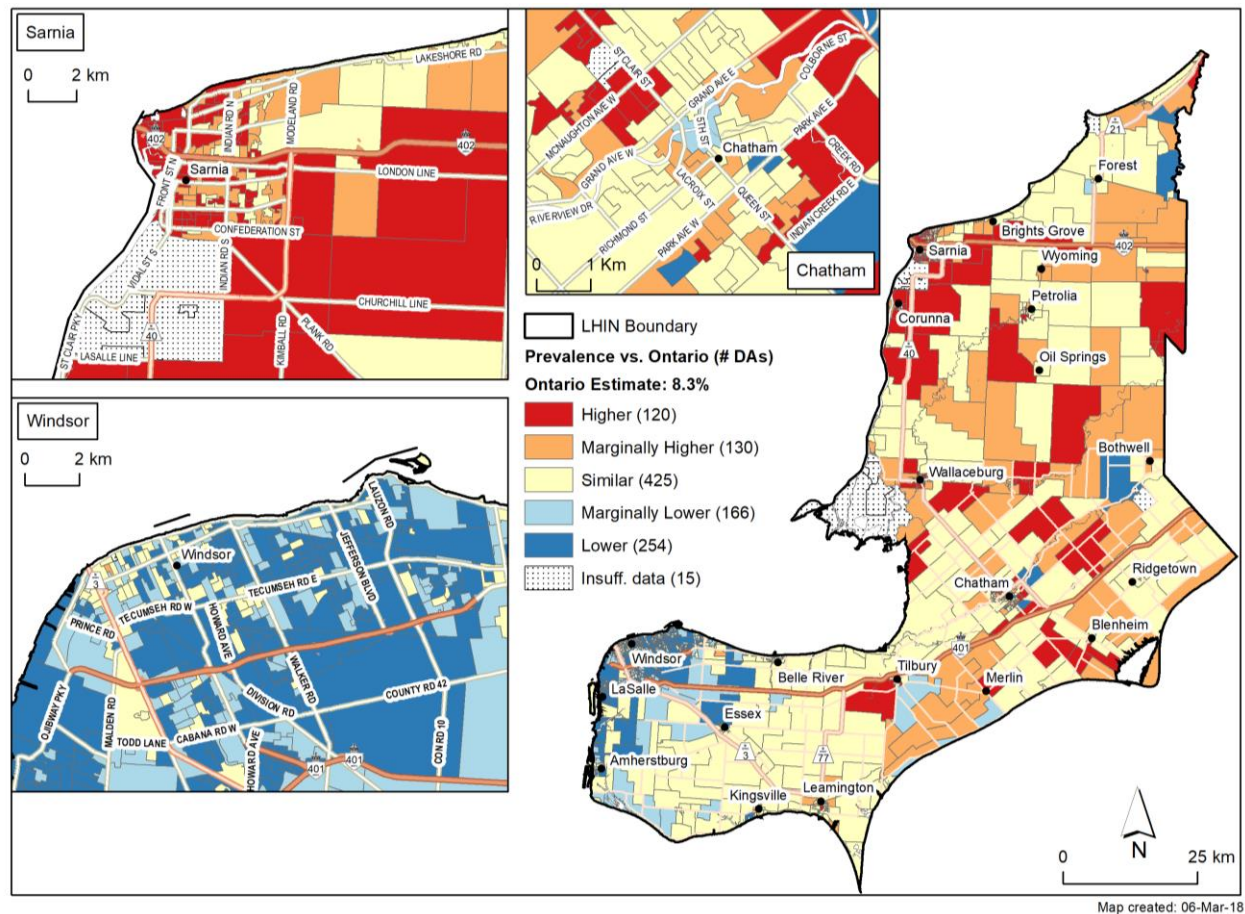 Sarnia
0 2 km
LAKESHORE RD
INDIAN RD N
MODELAND RD
402
402
FRONT ST N
Sarnia
LONDON LINE
CONFEDERATION ST
VIDAL ST S
INDIAN RD S
CHURCHILL LINE
ST CLAIR PKY
40
LASALLE LINE
KIMBALL RD
PLANK RD
ST CLAIR ST
COLBORNE ST
GRAND AVE E
MCNAUGHTON AVE W
5TH ST
PARK AVE E
Chatham
GRAND AVE W
CREEK RD
LACROIX ST
QUEEN ST
RIVERVIEW DR
RICHMOND ST
PARK AVE W
INDIAN CREEK RD E
0 1 Km
Chatham
LHIN Boundary
Prevalence vs. Ontario (# DAs)
Ontario Estimate: 8.3%
Higher (120)
Marginally Higher (130)
Similar (425)
Marginally Lower (166)
Lower (254)
Insuff. data (15)
Windsor
0 2 km
LAUZON RD
Windsor
JEFFERSON BLVD
3
TECUMSEH RD E
TECUMSEH RD W
PRINCE RD
HOWARD AVE
WALKER RD
OJIBWAY PKY
MALDEN RD
DIVISION RD
COUNTY RD 42
CABANA RD W
TODD LANE
HOWARD AVE
401
401
CON RD 10
21
Forest
Brights Grove
Sarnia
402
Wyoming
Corunna
Petrolia
40
Oil Springs
Bothwell
Wallaceburg
Ridgetown
Chatham
Blenheim
401
Windsor
Belle River
Tilbury
Merlin
LaSalle
Essex
3
77
Amherstburg
Kingsville
Leamington
N
0 25 km
Map created: 06-Mar-18